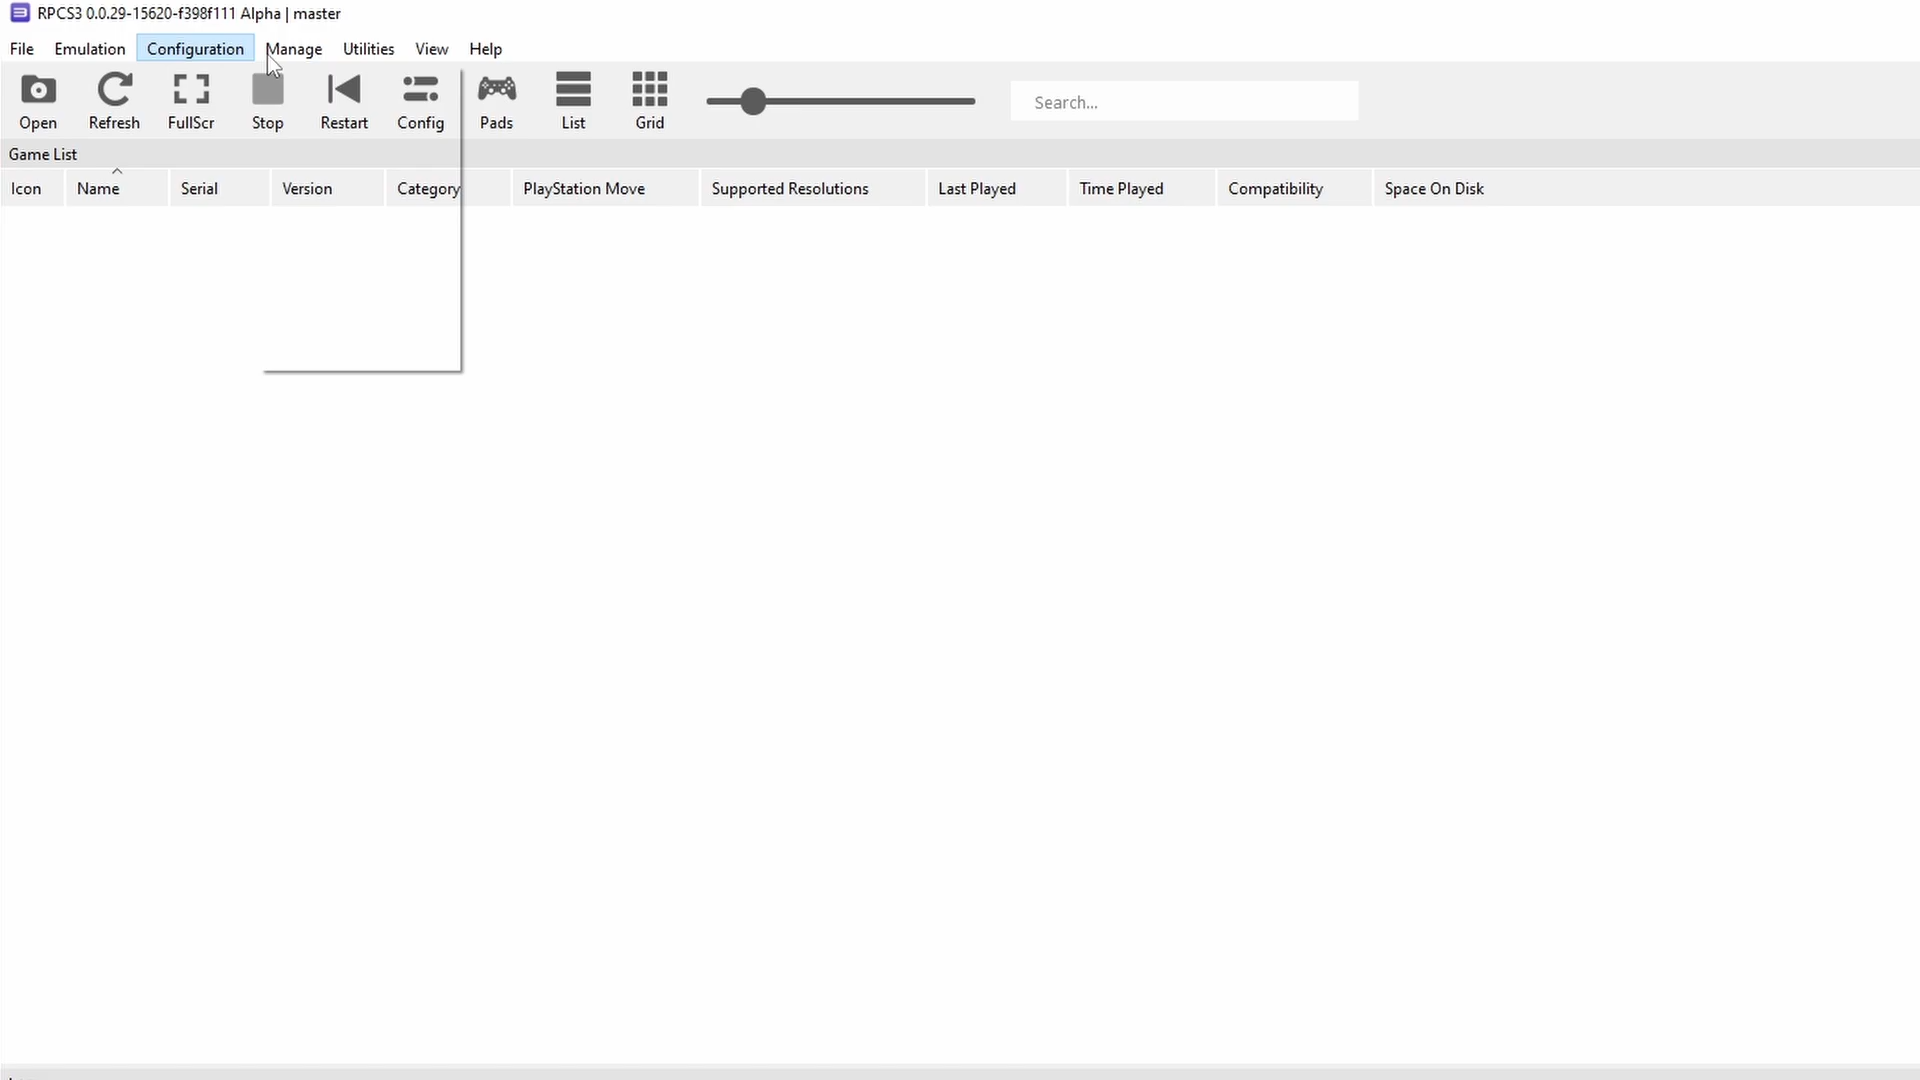 RPCS3 0.0.29-15620-f398f111 Alpha | master
File Emulation Configuration Manage Utilities View Help
Open Refresh FullScr Stop Restart Config Pads List Grid Search...
Game List
Icon Name Serial Version Category PlayStation Move Supported Resolutions Last Played Time Played Compatibility Space On Disk